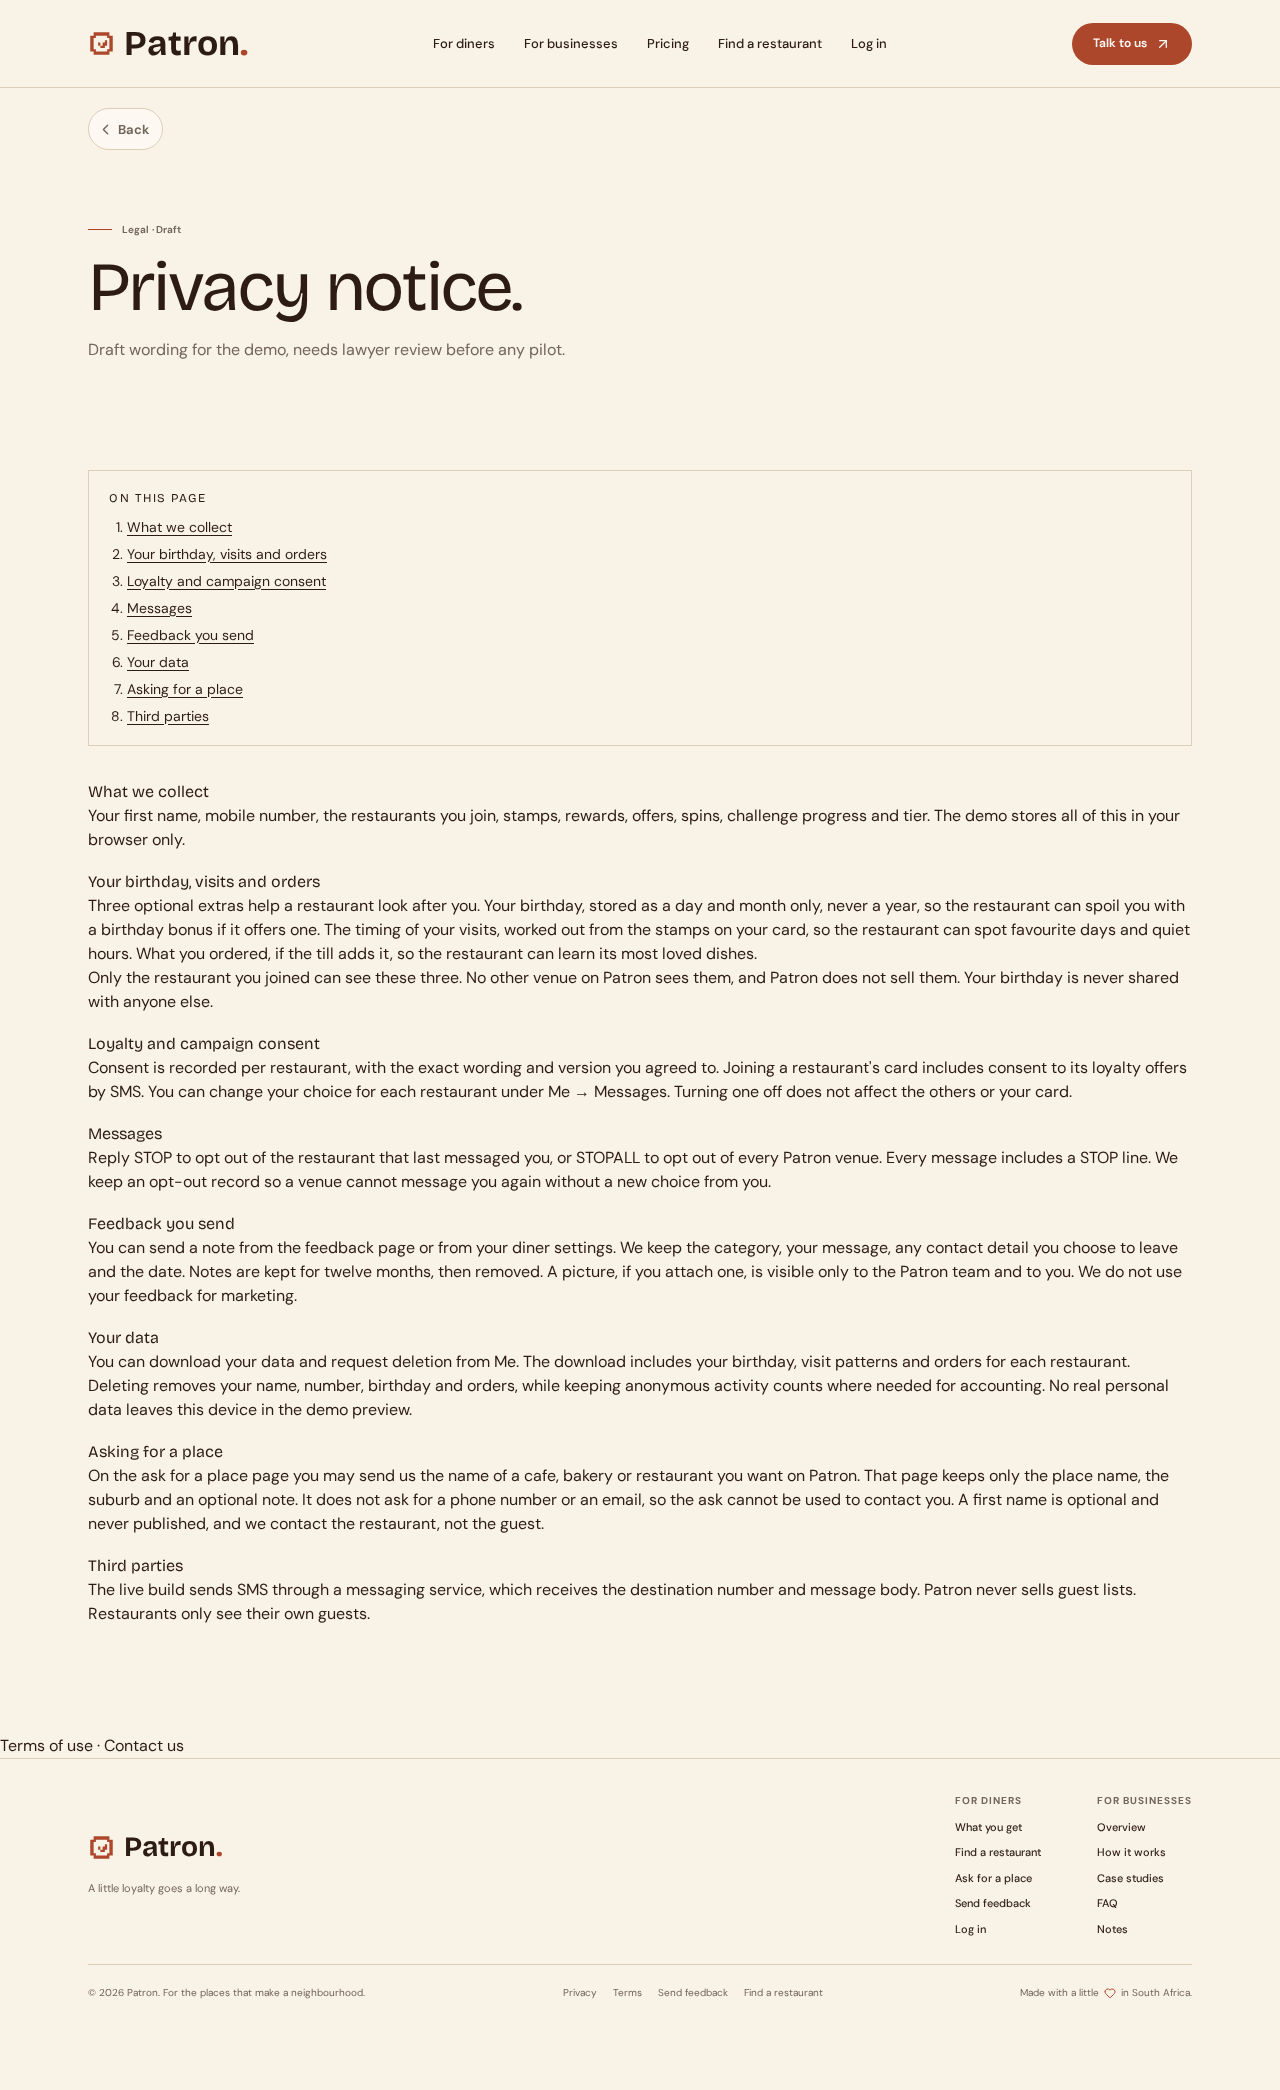 Patron.
For diners
For businesses
Pricing
Find a restaurant
Log in
Talk to us
Back
Legal · Draft
Privacy notice.
Draft wording for the demo, needs lawyer review before any pilot.
ON THIS PAGE
1. What we collect
2. Your birthday, visits and orders
3. Loyalty and campaign consent
4. Messages
5. Feedback you send
6. Your data
7. Asking for a place
8. Third parties
What we collect
Your first name, mobile number, the restaurants you join, stamps, rewards, offers, spins, challenge progress and tier. The demo stores all of this in your
browser only.
Your birthday, visits and orders
Three optional extras help a restaurant look after you. Your birthday, stored as a day and month only, never a year, so the restaurant can spoil you with
a birthday bonus if it offers one. The timing of your visits, worked out from the stamps on your card, so the restaurant can spot favourite days and quiet
hours. What you ordered, if the till adds it, so the restaurant can learn its most loved dishes.
Only the restaurant you joined can see these three. No other venue on Patron sees them, and Patron does not sell them. Your birthday is never shared
with anyone else.
Loyalty and campaign consent
Consent is recorded per restaurant, with the exact wording and version you agreed to. Joining a restaurant's card includes consent to its loyalty offers
by SMS. You can change your choice for each restaurant under Me → Messages. Turning one off does not affect the others or your card.
Messages
Reply STOP to opt out of the restaurant that last messaged you, or STOPALL to opt out of every Patron venue. Every message includes a STOP line. We
keep an opt-out record so a venue cannot message you again without a new choice from you.
Feedback you send
You can send a note from the feedback page or from your diner settings. We keep the category, your message, any contact detail you choose to leave
and the date. Notes are kept for twelve months, then removed. A picture, if you attach one, is visible only to the Patron team and to you. We do not use
your feedback for marketing.
Your data
You can download your data and request deletion from Me. The download includes your birthday, visit patterns and orders for each restaurant.
Deleting removes your name, number, birthday and orders, while keeping anonymous activity counts where needed for accounting. No real personal
data leaves this device in the demo preview.
Asking for a place
On the ask for a place page you may send us the name of a cafe, bakery or restaurant you want on Patron. That page keeps only the place name, the
suburb and an optional note. It does not ask for a phone number or an email, so the ask cannot be used to contact you. A first name is optional and
never published, and we contact the restaurant, not the guest.
Third parties
The live build sends SMS through a messaging service, which receives the destination number and message body. Patron never sells guest lists.
Restaurants only see their own guests.
Terms of use · Contact us
Patron.
A little loyalty goes a long way.
FOR DINERS
What you get
Find a restaurant
Ask for a place
Send feedback
Log in
FOR BUSINESSES
Overview
How it works
Case studies
FAQ
Notes
© 2026 Patron. For the places that make a neighbourhood.
Privacy
Terms
Send feedback
Find a restaurant
Made with a little ♡ in South Africa.